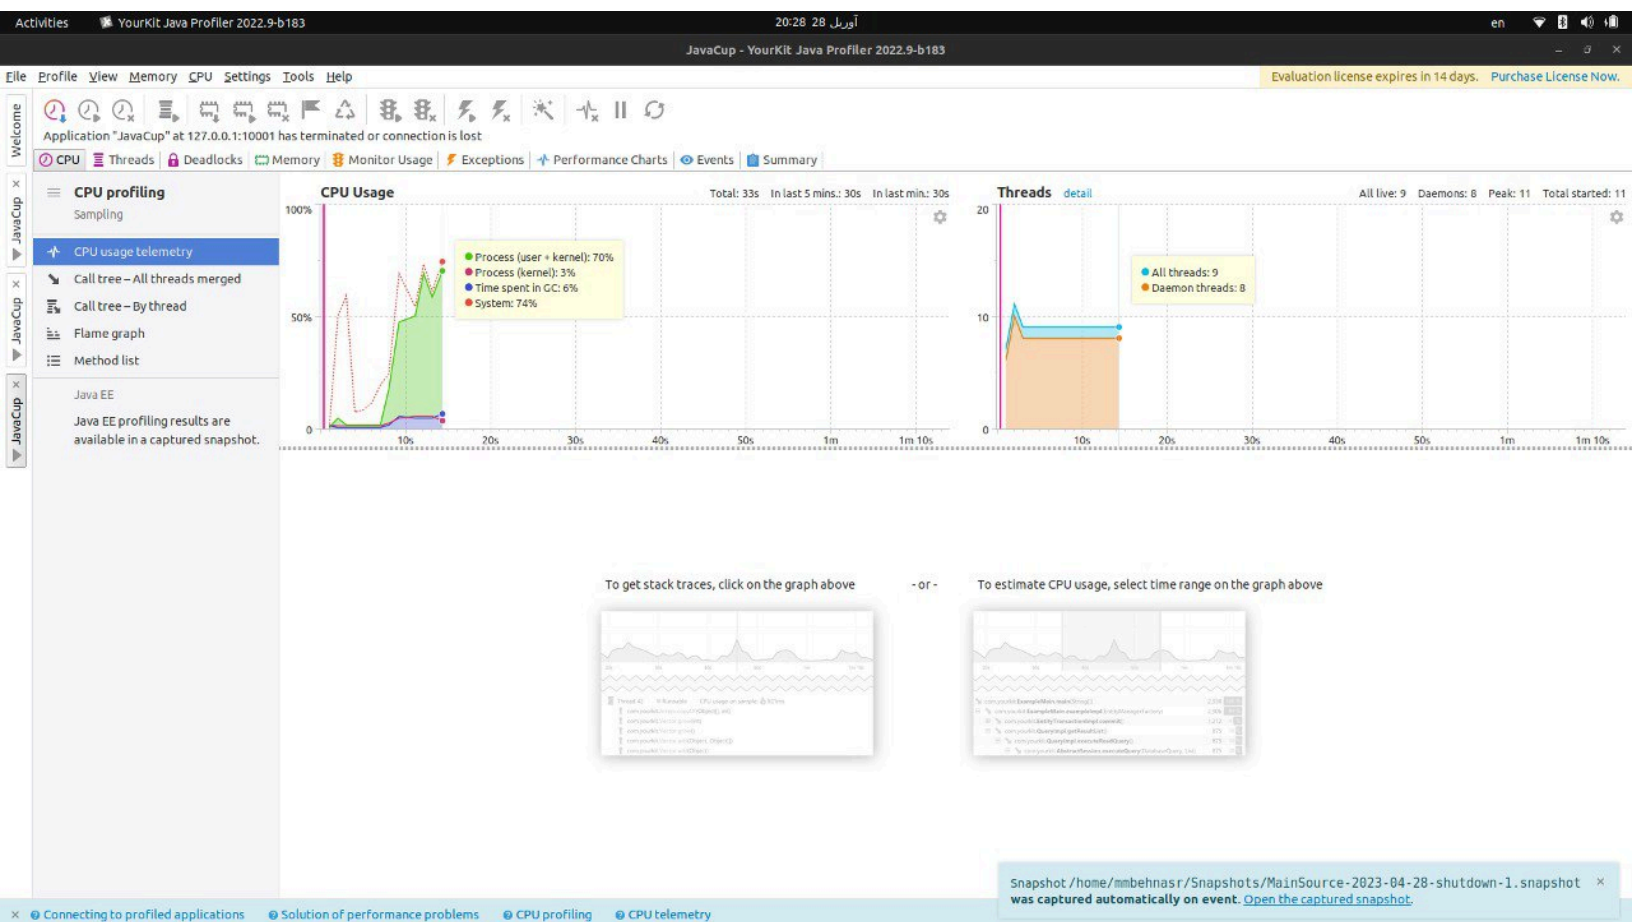 Activities YourKit Java Profiler 2022.9-b183 20:28 28 آوریل en
JavaCup - YourKit Java Profiler 2022.9-b183
File Profile View Memory CPU Settings Tools Help Evaluation license expires in 14 days. Purchase License Now.
Application "JavaCup" at 127.0.0.1:10001 has terminated or connection is lost
CPU Threads Deadlocks Memory Monitor Usage Exceptions Performance Charts Events Summary
Welcome
JavaCup
JavaCup
JavaCup
CPU profiling
Sampling
CPU usage telemetry
Call tree – All threads merged
Call tree – By thread
Flame graph
Method list
Java EE
Java EE profiling results are
available in a captured snapshot.
CPU Usage Total: 33s In last 5 mins.: 30s In last min.: 30s
100%
50%
0
Process (user + kernel): 70%
Process (kernel): 3%
Time spent in GC: 6%
System: 74%
10s 20s 30s 40s 50s 1m 1m 10s
Threads detail All live: 9 Daemons: 8 Peak: 11 Total started: 11
20
10
0
All threads: 9
Daemon threads: 8
10s 20s 30s 40s 50s 1m 1m 10s
To get stack traces, click on the graph above - or - To estimate CPU usage, select time range on the graph above
Snapshot /home/mmbehnasr/Snapshots/MainSource-2023-04-28-shutdown-1.snapshot
was captured automatically on event. Open the captured snapshot.
Connecting to profiled applications Solution of performance problems CPU profiling CPU telemetry